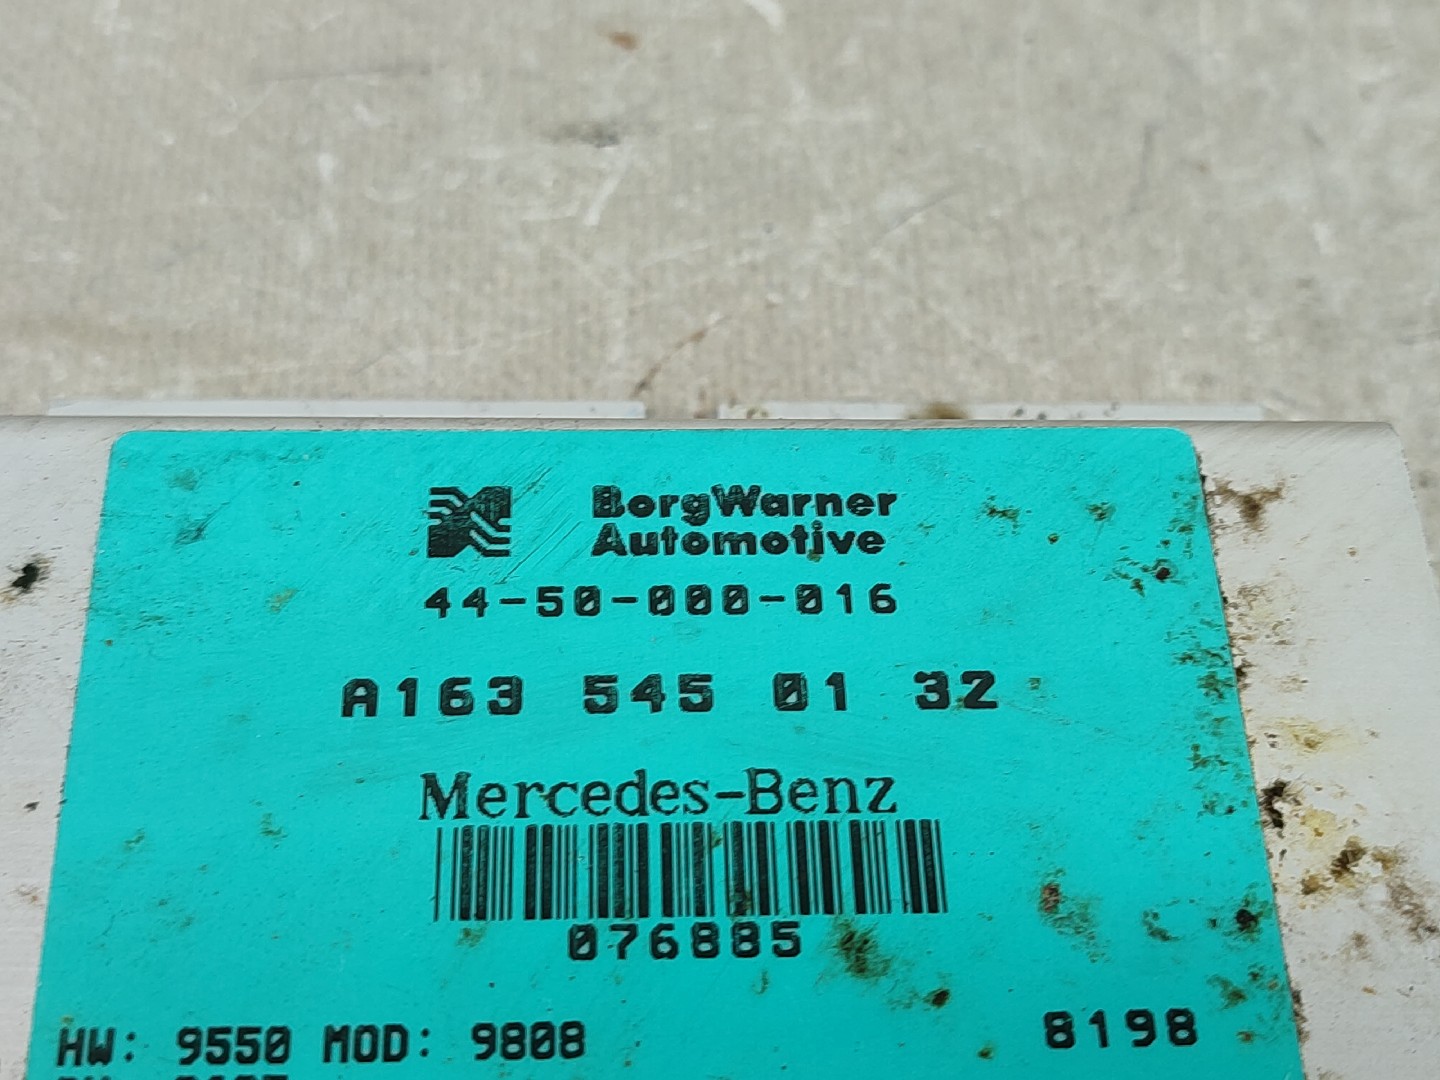 BorgWarner
Automotive
44-50-000-016
A163 545 01 32
Mercedes-Benz
076885
HW: 9550 MOD: 9808 8198